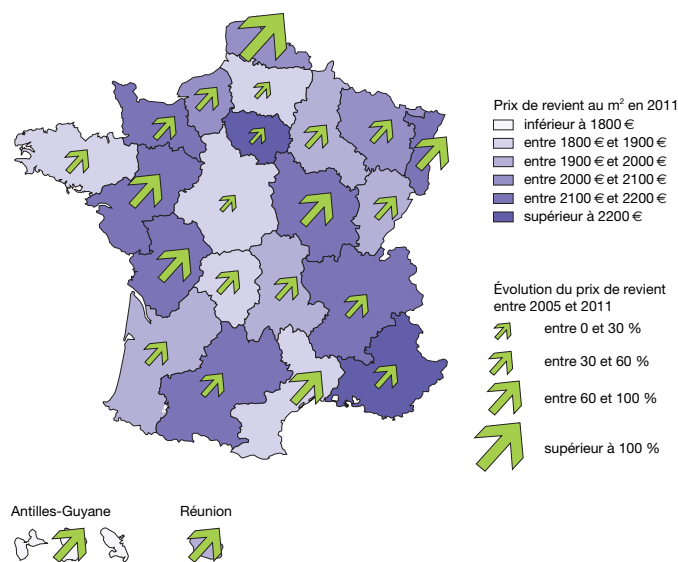 Prix de revient au m² en 2011
inférieur à 1800 €
entre 1800 € et 1900 €
entre 1900 € et 2000 €
entre 2000 € et 2100 €
entre 2100 € et 2200 €
supérieur à 2200 €
Évolution du prix de revient
entre 2005 et 2011
entre 0 et 30 %
entre 30 et 60 %
entre 60 et 100 %
supérieur à 100 %
Antilles-Guyane
Réunion